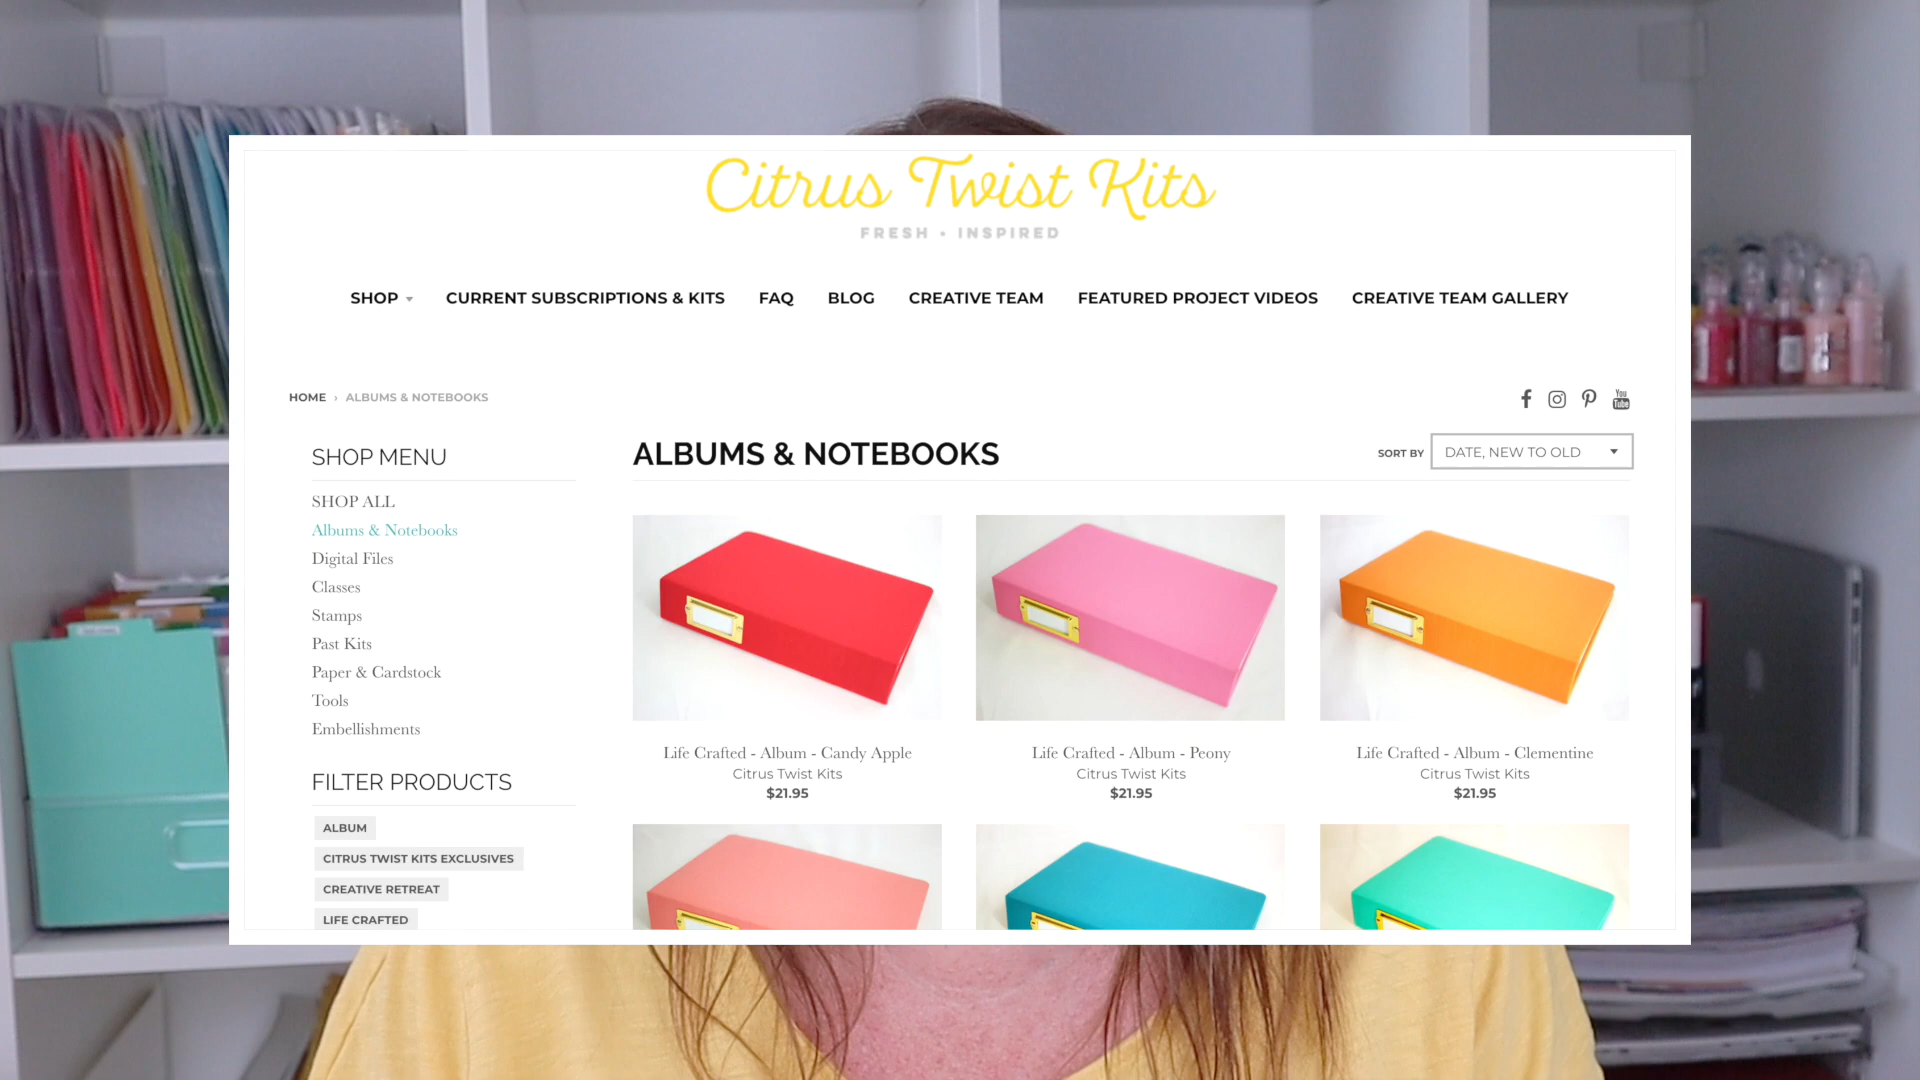 Citrus Twist Kits
FRESH • INSPIRED
SHOP
CURRENT SUBSCRIPTIONS & KITS
FAQ
BLOG
CREATIVE TEAM
FEATURED PROJECT VIDEOS
CREATIVE TEAM GALLERY
HOME › ALBUMS & NOTEBOOKS
You
Tube
SHOP MENU
SHOP ALL
Albums & Notebooks
Digital Files
Classes
Stamps
Past Kits
Paper & Cardstock
Tools
Embellishments
FILTER PRODUCTS
ALBUM
CITRUS TWIST KITS EXCLUSIVES
CREATIVE RETREAT
LIFE CRAFTED
ALBUMS & NOTEBOOKS
SORT BY
DATE, NEW TO OLD
Life Crafted - Album - Candy Apple
Citrus Twist Kits
$21.95
Life Crafted - Album - Peony
Citrus Twist Kits
$21.95
Life Crafted - Album - Clementine
Citrus Twist Kits
$21.95